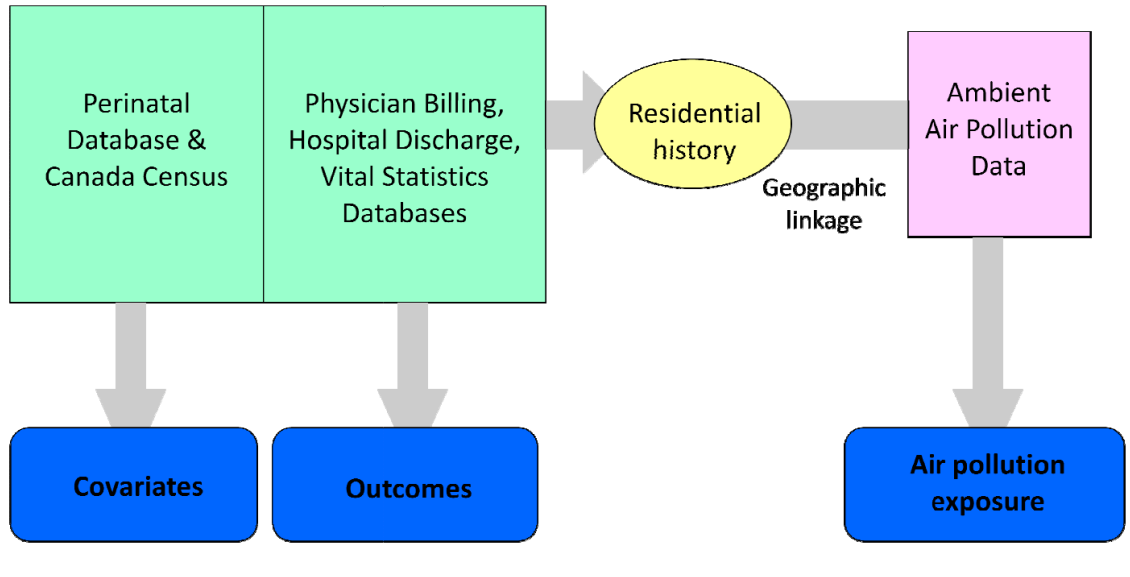 Perinatal
Database &
Canada Census
Physician Billing,
Hospital Discharge,
Vital Statistics
Databases
Residential
history
Geographic
linkage
Ambient
Air Pollution
Data
Covariates
Outcomes
Air pollution
exposure